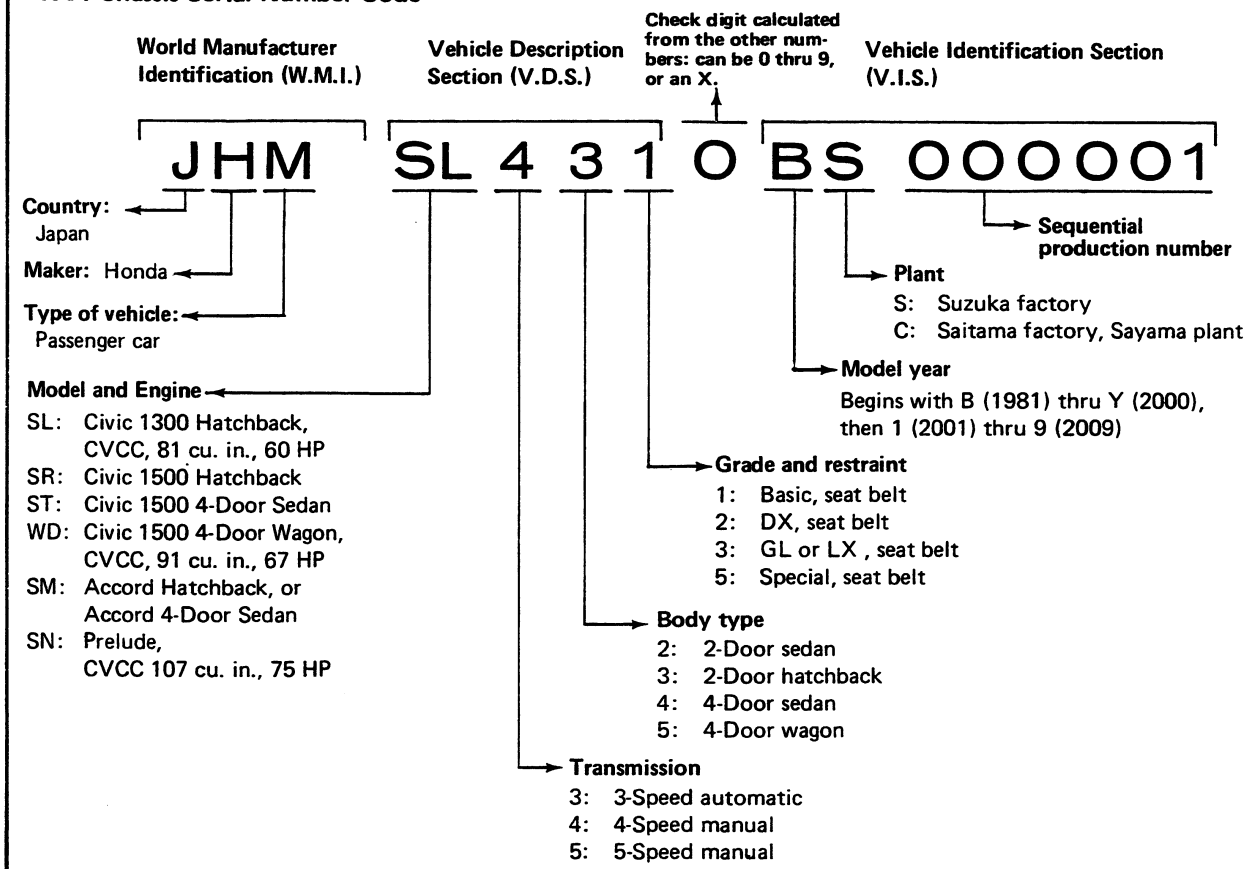 World Manufacturer
Identification (W.M.I.)
Vehicle Description
Section (V.D.S.)
Check digit calculated
from the other num-
bers: can be 0 thru 9,
or an X.
Vehicle Identification Section
(V.I.S.)
JHM SL 4 3 1 0 B S 000001
Country:
Japan
Maker: Honda
Type of vehicle:
Passenger car
Model and Engine
SL: Civic 1300 Hatchback,
CVCC, 81 cu. in., 60 HP
SR: Civic 1500 Hatchback
ST: Civic 1500 4-Door Sedan
WD: Civic 1500 4-Door Wagon,
CVCC, 91 cu. in., 67 HP
SM: Accord Hatchback, or
Accord 4-Door Sedan
SN: Prelude,
CVCC 107 cu. in., 75 HP
Sequential
production number
Plant
S: Suzuka factory
C: Saitama factory, Sayama plant
Model year
Begins with B (1981) thru Y (2000),
then 1 (2001) thru 9 (2009)
Grade and restraint
1: Basic, seat belt
2: DX, seat belt
3: GL or LX , seat belt
5: Special, seat belt
Body type
2: 2-Door sedan
3: 2-Door hatchback
4: 4-Door sedan
5: 4-Door wagon
Transmission
3: 3-Speed automatic
4: 4-Speed manual
5: 5-Speed manual